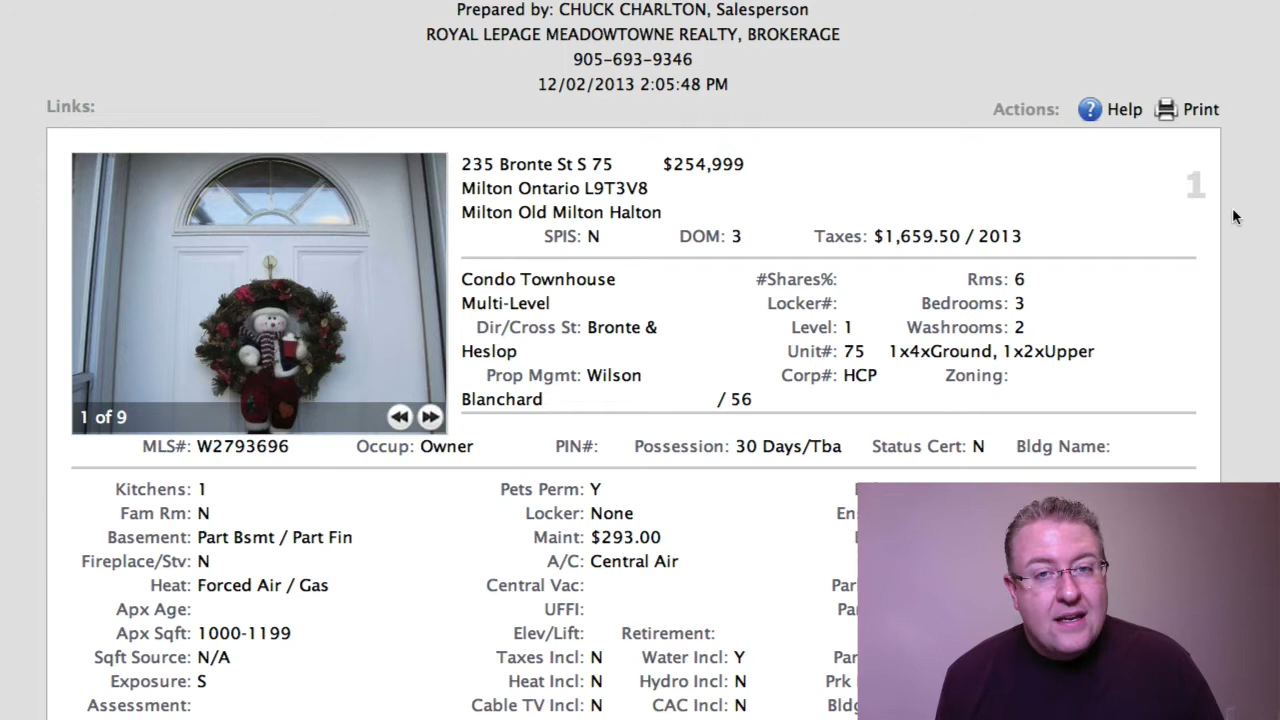 Prepared by: CHUCK CHARLTON, Salesperson
ROYAL LEPAGE MEADOWTOWNE REALTY, BROKERAGE
905-693-9346
12/02/2013 2:05:48 PM
Links: Actions: ? Help Print
235 Bronte St S 75 $254,999
Milton Ontario L9T3V8
Milton Old Milton Halton
1
SPIS: N DOM: 3 Taxes: $1,659.50 / 2013
Condo Townhouse #Shares%: Rms: 6
Multi-Level Locker#: Bedrooms: 3
Dir/Cross St: Bronte & Level: 1 Washrooms: 2
Heslop Unit#: 75 1x4xGround, 1x2xUpper
Prop Mgmt: Wilson Corp#: HCP Zoning:
Blanchard / 56
1 of 9
MLS#: W2793696 Occup: Owner PIN#: Possession: 30 Days/Tba Status Cert: N Bldg Name:
Kitchens: 1 Pets Perm: Y
Fam Rm: N Locker: None En
Basement: Part Bsmt / Part Fin Maint: $293.00
Fireplace/Stv: N A/C: Central Air
Heat: Forced Air / Gas Central Vac: Par
Apx Age: UFFI: Pa
Apx Sqft: 1000-1199 Elev/Lift: Retirement:
Sqft Source: N/A Taxes Incl: N Water Incl: Y Par
Exposure: S Heat Incl: N Hydro Incl: N Prk
Assessment: Cable TV Incl: N CAC Incl: N Bldg